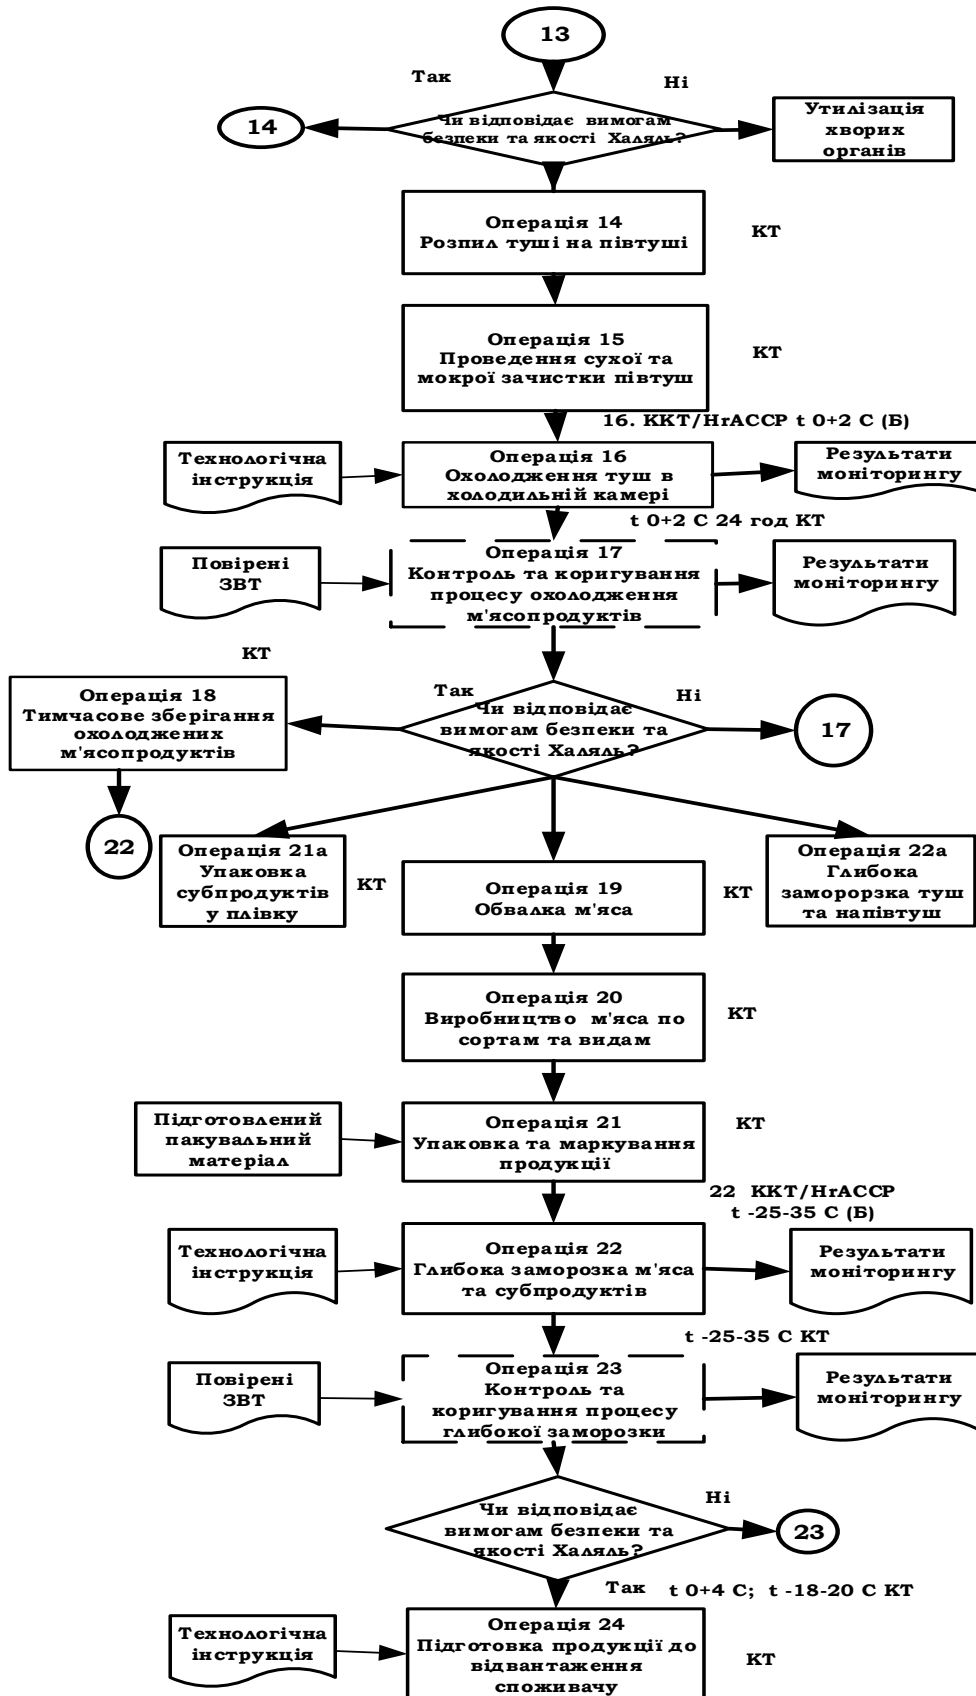 13
Так
Ні
14
Чи відповідає вимогам
безпеки та якості Халяль?
Утилізація
хворих
органів
Операція 14
Розпил туші на півтуші
КТ
Операція 15
Проведення сухої та
мокрої зачистки півтуш
КТ
16. ККТ/НгАССР t 0+2 С (Б)
Технологічна
інструкція
Операція 16
Охолодження туш в
холодильній камері
Результати
моніторингу
t 0+2 С 24 год КТ
Повірені
ЗВТ
Операція 17
Контроль та коригування
процесу охолодження
м'ясопродуктів
Результати
моніторингу
КТ
Операція 18
Тимчасове зберігання
охолоджених
м'ясопродуктів
Так
Ні
Чи відповідає
вимогам безпеки та
якості Халяль?
17
22
Операція 21а
Упаковка
субпродуктів
у плівку
КТ
Операція 19
Обвалка м'яса
КТ
Операція 22а
Глибока
заморорзка туш
та напівтуш
Операція 20
Виробництво м'яса по
сортам та видам
КТ
Підготовлений
пакувальний
матеріал
Операція 21
Упаковка та маркування
продукції
КТ
22 ККТ/НгАССР
t -25-35 С (Б)
Технологічна
інструкція
Операція 22
Глибока заморозка м'яса
та субпродуктів
Результати
моніторингу
t -25-35 С КТ
Повірені
ЗВТ
Операція 23
Контроль та
коригування процесу
глибокої заморозки
Результати
моніторингу
Чи відповідає
вимогам безпеки та
якості Халяль?
Ні
23
Так t 0+4 С; t -18-20 С КТ
Технологічна
інструкція
Операція 24
Підготовка продукції до
відвантаження
споживачу
КТ